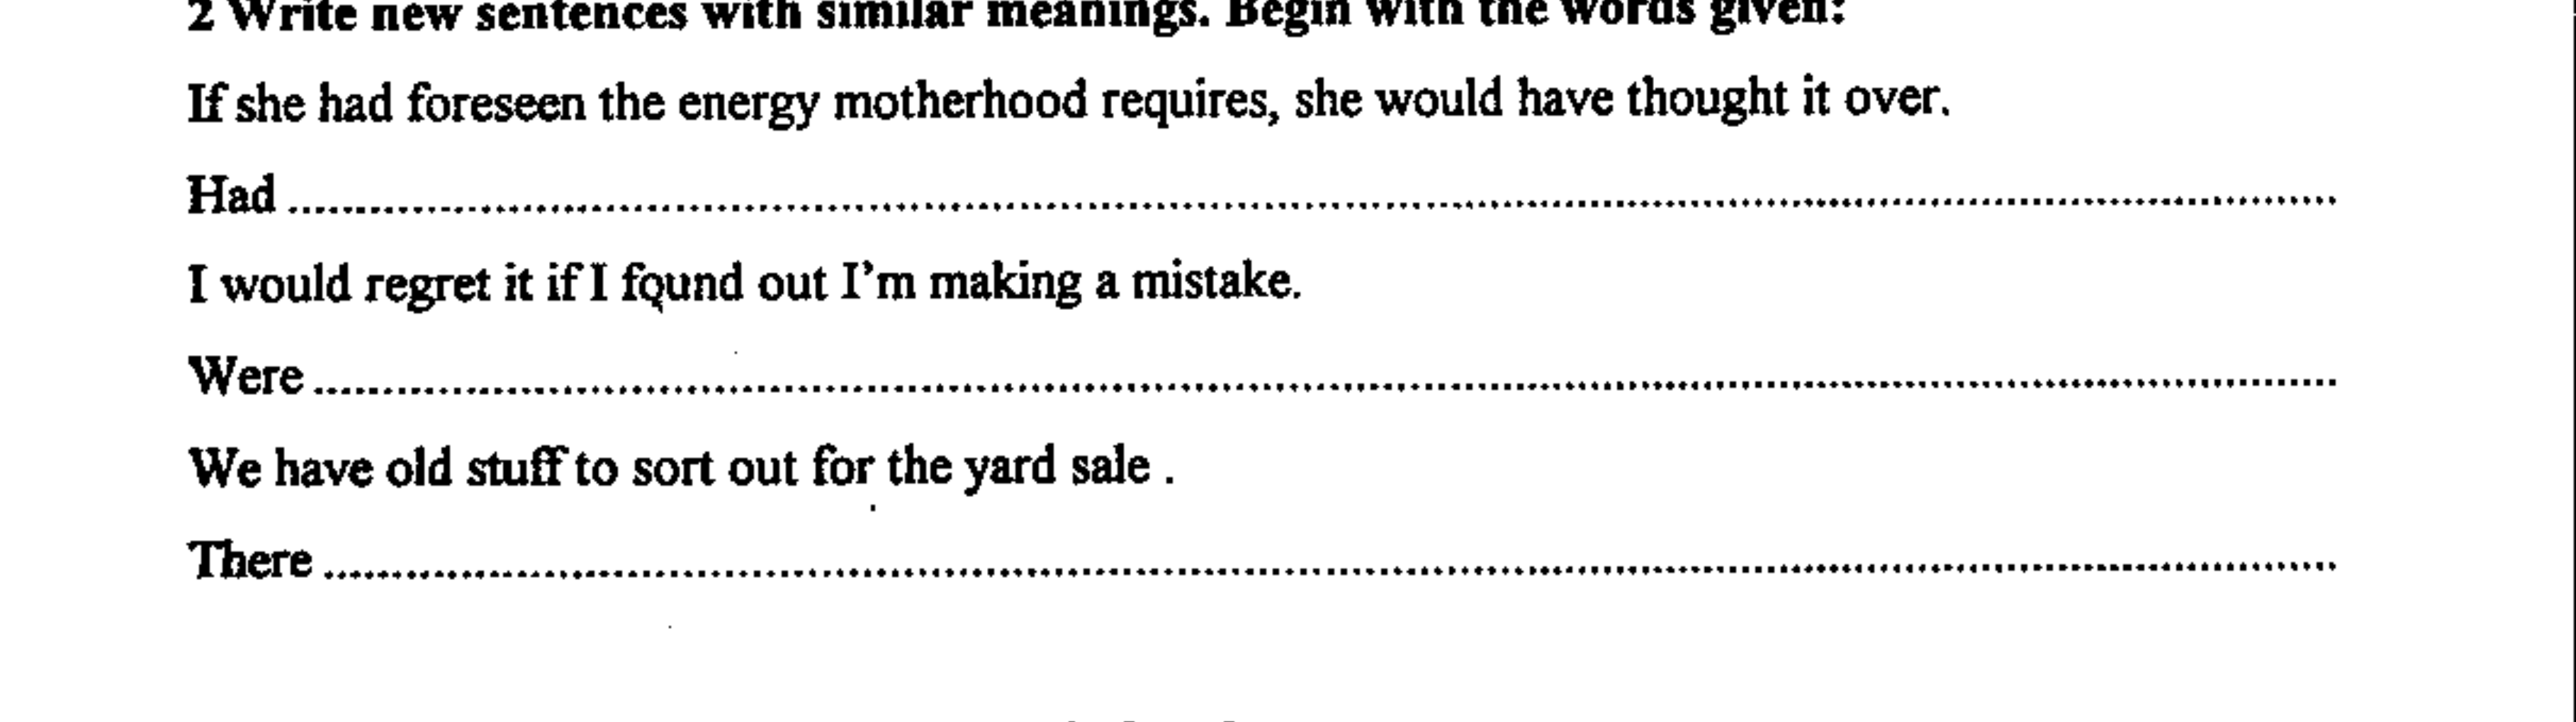 2 Write new sentences with similar meanings. Begin with the words given:
If she had foreseen the energy motherhood requires, she would have thought it over.
Had ........................................................................................................
I would regret it if I found out I'm making a mistake.
Were ........................................................................................................
We have old stuff to sort out for the yard sale .
There ........................................................................................................